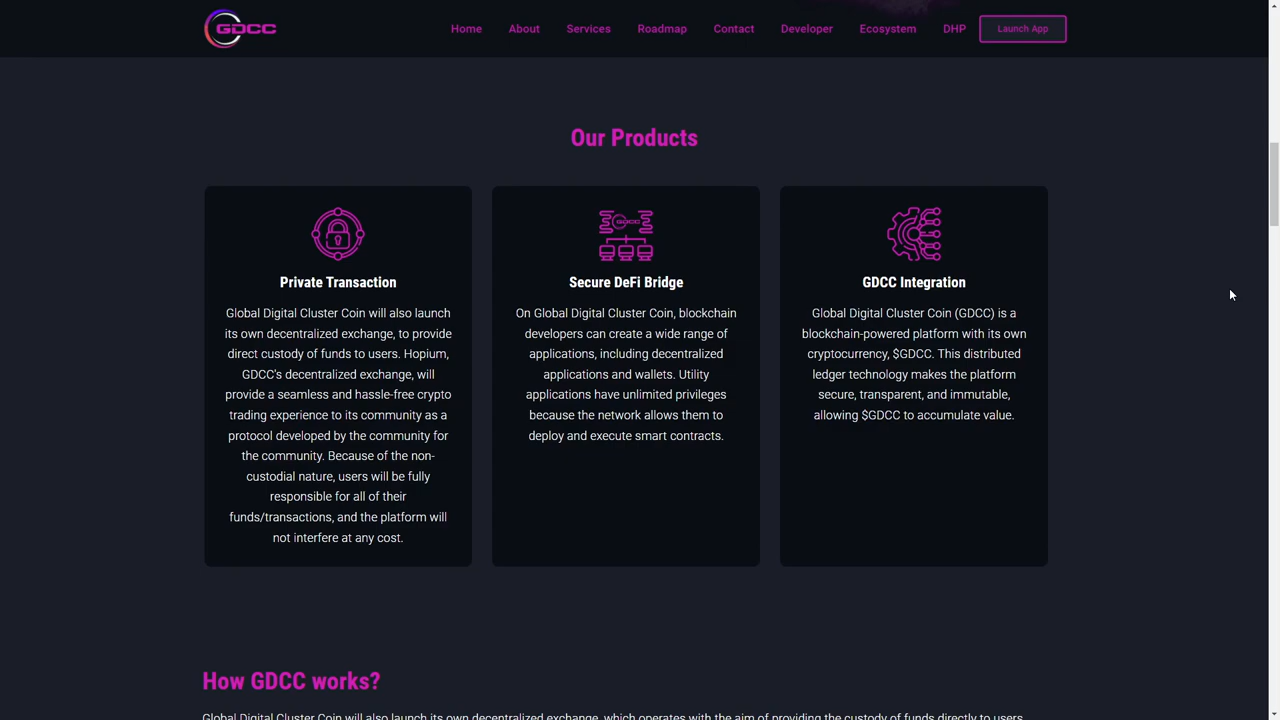 GDCC
Home
About
Services
Roadmap
Contact
Developer
Ecosystem
DHP
Launch App
Our Products
Private Transaction
Global Digital Cluster Coin will also launch
its own decentralized exchange, to provide
direct custody of funds to users. Hopium,
GDCC's decentralized exchange, will
provide a seamless and hassle-free crypto
trading experience to its community as a
protocol developed by the community for
the community. Because of the non-
custodial nature, users will be fully
responsible for all of their
funds/transactions, and the platform will
not interfere at any cost.
GDCC
Secure DeFi Bridge
On Global Digital Cluster Coin, blockchain
developers can create a wide range of
applications, including decentralized
applications and wallets. Utility
applications have unlimited privileges
because the network allows them to
deploy and execute smart contracts.
GDCC Integration
Global Digital Cluster Coin (GDCC) is a
blockchain-powered platform with its own
cryptocurrency, $GDCC. This distributed
ledger technology makes the platform
secure, transparent, and immutable,
allowing $GDCC to accumulate value.
How GDCC works?
Global Digital Cluster Coin will also launch its own decentralized exchange, which operates with the aim of providing the custody of funds directly to users.